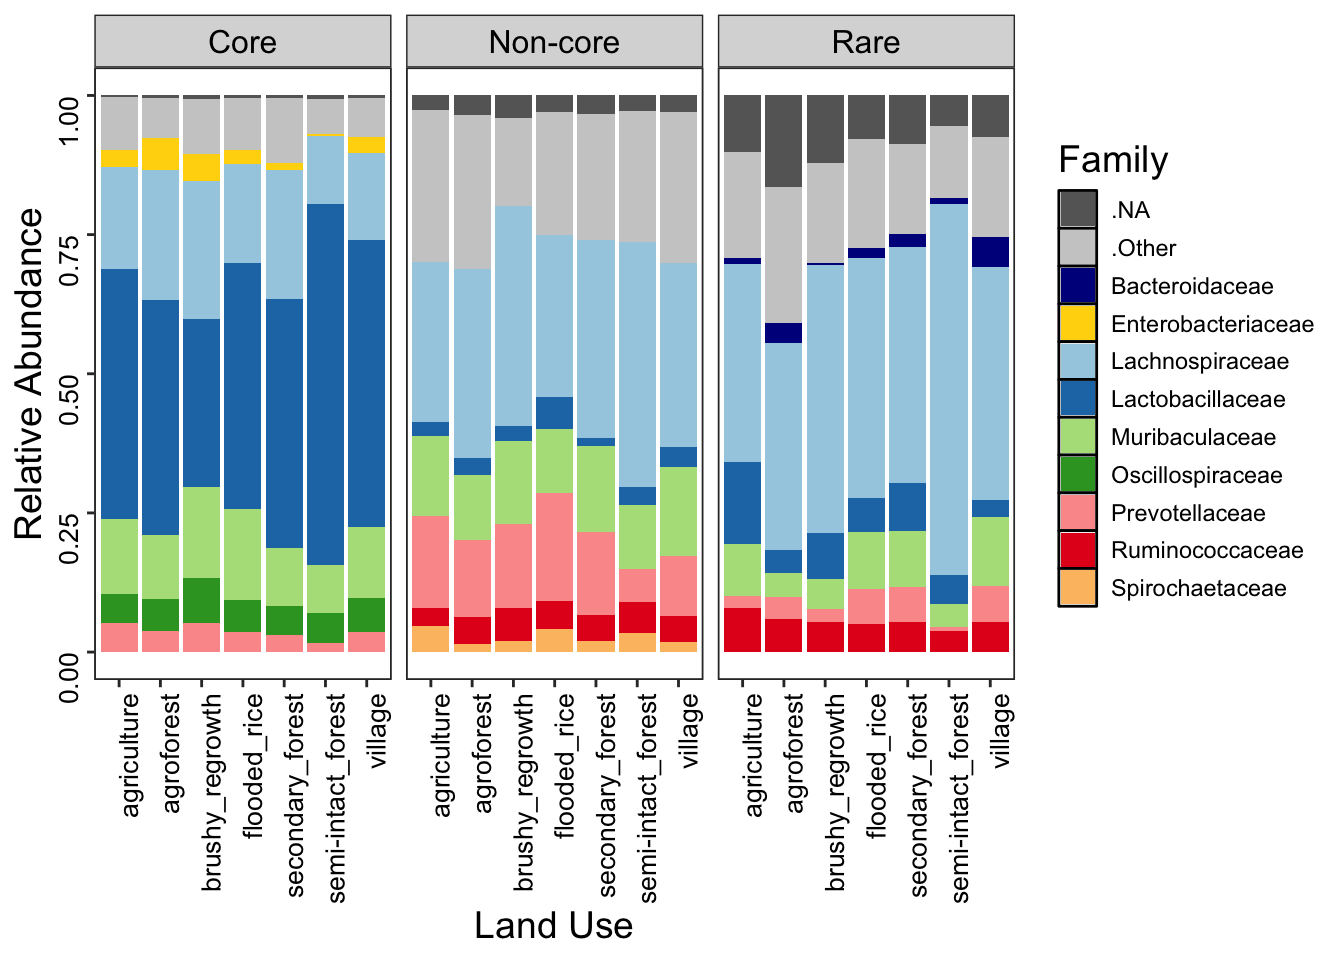 Core
Non-core
Rare
Relative Abundance
1.00
0.75
0.50
0.25
0.00
agriculture
agroforest
brushy_regrowth
flooded_rice
secondary_forest
semi-intact_forest
village
agriculture
agroforest
brushy_regrowth
flooded_rice
secondary_forest
semi-intact_forest
village
agriculture
agroforest
brushy_regrowth
flooded_rice
secondary_forest
semi-intact_forest
village
Land Use
Family
.NA
.Other
Bacteroidaceae
Enterobacteriaceae
Lachnospiraceae
Lactobacillaceae
Muribaculaceae
Oscillospiraceae
Prevotellaceae
Ruminococcaceae
Spirochaetaceae